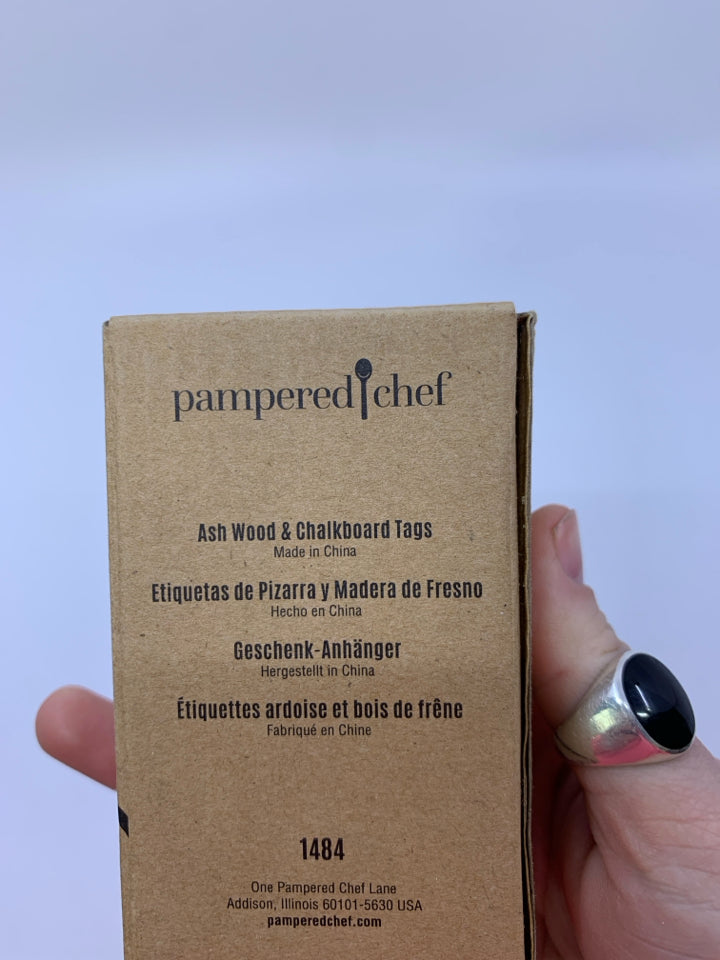 pampered chef
Ash Wood & Chalkboard Tags
Made in China
Etiquetas de Pizarra y Madera de Fresno
Hecho en China
Geschenk-Anhänger
Hergestellt in China
Étiquettes ardoise et bois de frêne
Fabriqué en Chine
1484
One Pampered Chef Lane
Addison, Illinois 60101-5630 USA
pamperedchef.com